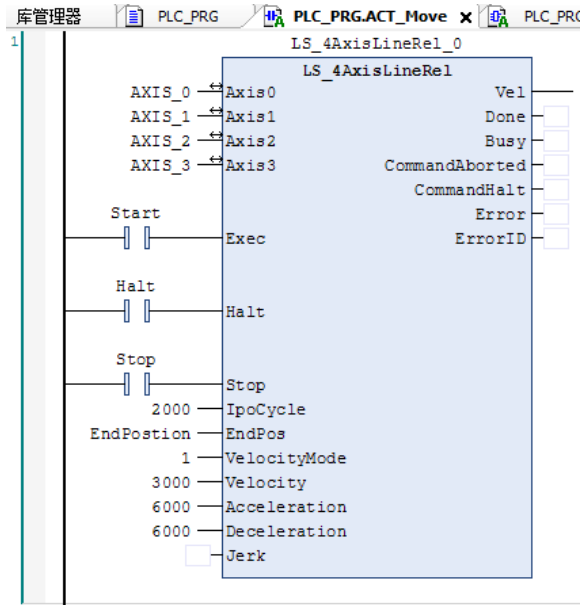 库管理器 PLC_PRG PLC_PRG.ACT_Move x PLC_PRG
1
LS_4AxisLineRel_0
LS_4AxisLineRel
AXIS_0 Axis0 Vel
AXIS_1 Axis1 Done
AXIS_2 Axis2 Busy
AXIS_3 Axis3 CommandAborted
CommandHalt
Start Error
Exec ErrorID
Halt
Halt
Stop
Stop
2000 IpoCycle
EndPostion EndPos
1 VelocityMode
3000 Velocity
6000 Acceleration
6000 Deceleration
Jerk